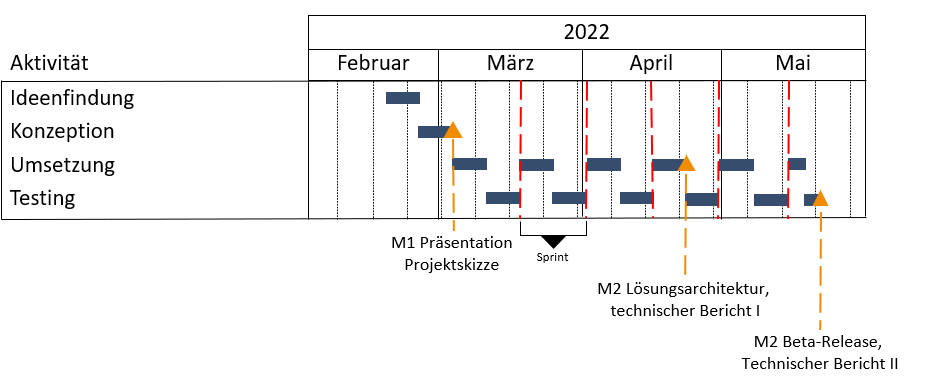 2022
Aktivität
Februar
März
April
Mai
Ideenfindung
Konzeption
Umsetzung
Testing
M1 Präsentation
Projektskizze
Sprint
M2 Lösungsarchitektur,
technischer Bericht I
M2 Beta-Release,
Technischer Bericht II